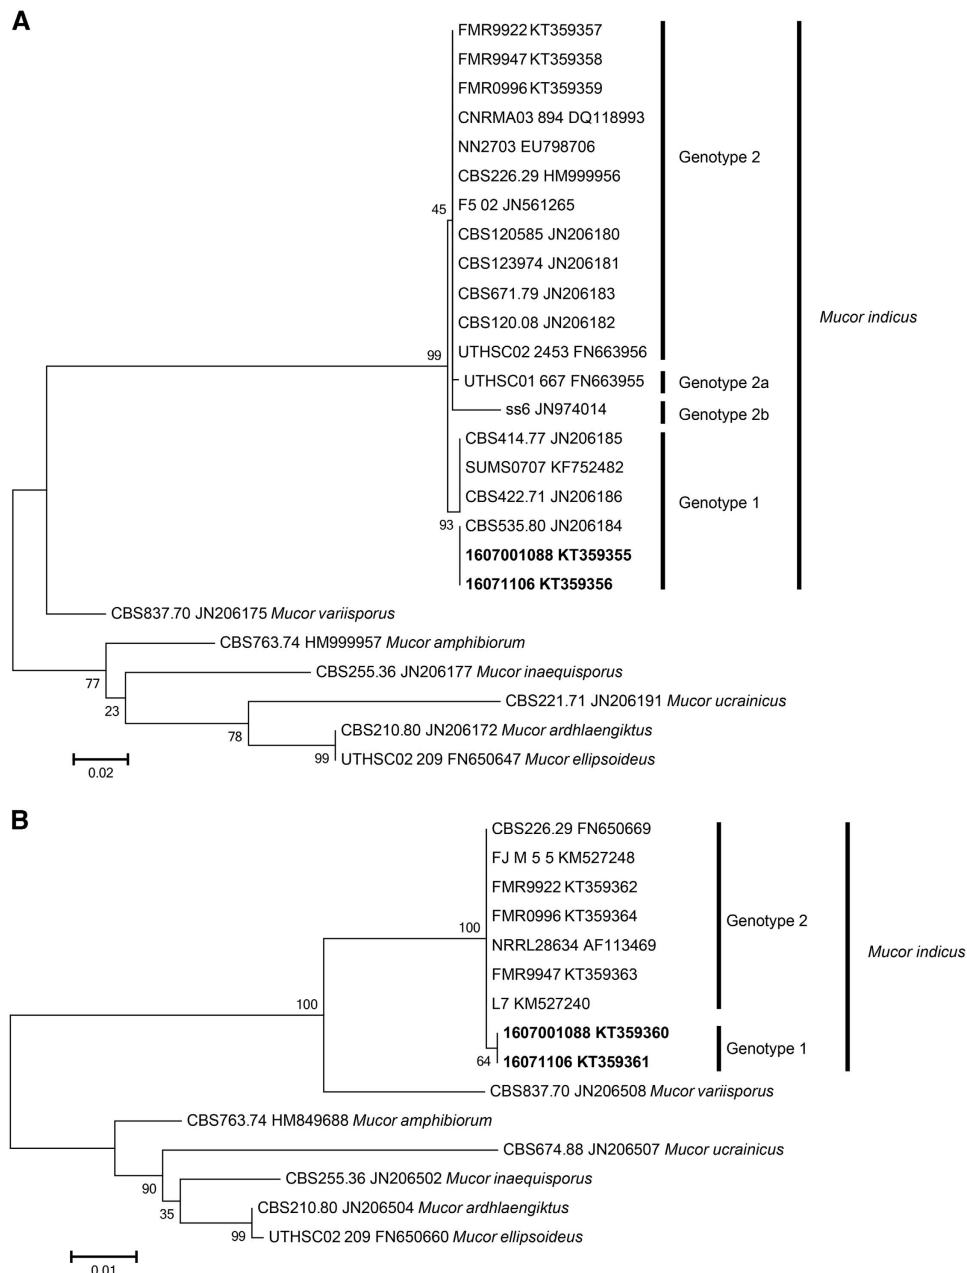 A
FMR9922 KT359357
FMR9947 KT359358
FMR0996 KT359359
CNRMA03 894 DQ118993
NN2703 EU798706
Genotype 2
CBS226.29 HM999956
45
F5 02 JN561265
CBS120585 JN206180
CBS123974 JN206181
CBS671.79 JN206183
Mucor indicus
CBS120.08 JN206182
99
UTHSC02 2453 FN663956
UTHSC01 667 FN663955
Genotype 2a
ss6 JN974014
Genotype 2b
CBS414.77 JN206185
SUMS0707 KF752482
CBS422.71 JN206186
Genotype 1
93
CBS535.80 JN206184
1607001088 KT359355
16071106 KT359356
CBS837.70 JN206175 Mucor variisporus
CBS763.74 HM999957 Mucor amphibiorum
77
CBS255.36 JN206177 Mucor inaequisporus
23
CBS221.71 JN206191 Mucor ucrainicus
78
CBS210.80 JN206172 Mucor ardhlaengiktus
99
UTHSC02 209 FN650647 Mucor ellipsoideus
0.02
B
CBS226.29 FN650669
FJ M 5 5 KM527248
FMR9922 KT359362
FMR0996 KT359364
Genotype 2
100
NRRL28634 AF113469
Mucor indicus
FMR9947 KT359363
100
L7 KM527240
1607001088 KT359360
Genotype 1
64
16071106 KT359361
CBS837.70 JN206508 Mucor variisporus
CBS763.74 HM849688 Mucor amphibiorum
CBS674.88 JN206507 Mucor ucrainicus
90
CBS255.36 JN206502 Mucor inaequisporus
35
CBS210.80 JN206504 Mucor ardhlaengiktus
99
UTHSC02 209 FN650660 Mucor ellipsoideus
0.01